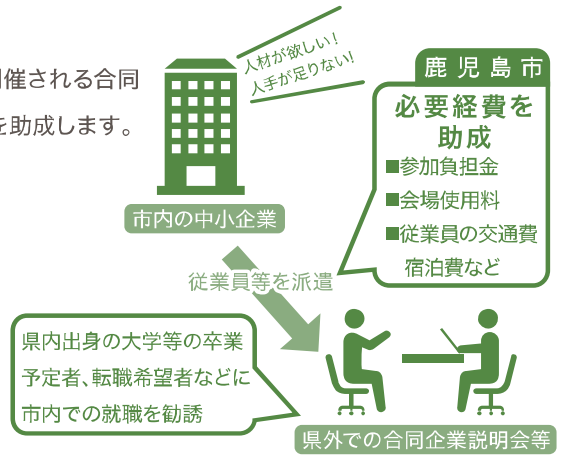 開催される合同
を助成します。
人材が欲しい！
人手が足りない！
市内の中小企業
鹿児島市
必要経費を
助成
■参加負担金
■会場使用料
■従業員の交通費
宿泊費など
従業員等を派遣
県内出身の大学等の卒業
予定者、転職希望者などに
市内での就職を勧誘
県外での合同企業説明会等